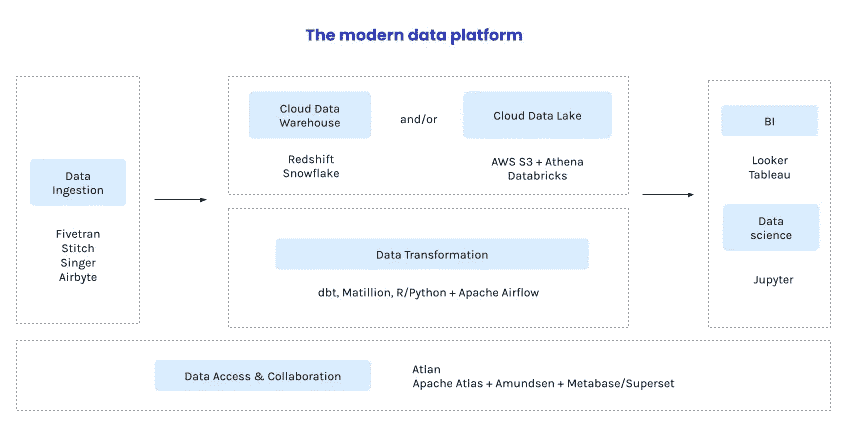 The modern data platform
Data
Ingestion
Fivetran
Stitch
Singer
Airbyte
Cloud Data
Warehouse
Redshift
Snowflake
and/or
Cloud Data Lake
AWS S3 + Athena
Databricks
Data Transformation
dbt, Matillion, R/Python + Apache Airflow
BI
Looker
Tableau
Data
science
Jupyter
Data Access & Collaboration
Atlan
Apache Atlas + Amundsen + Metabase/Superset